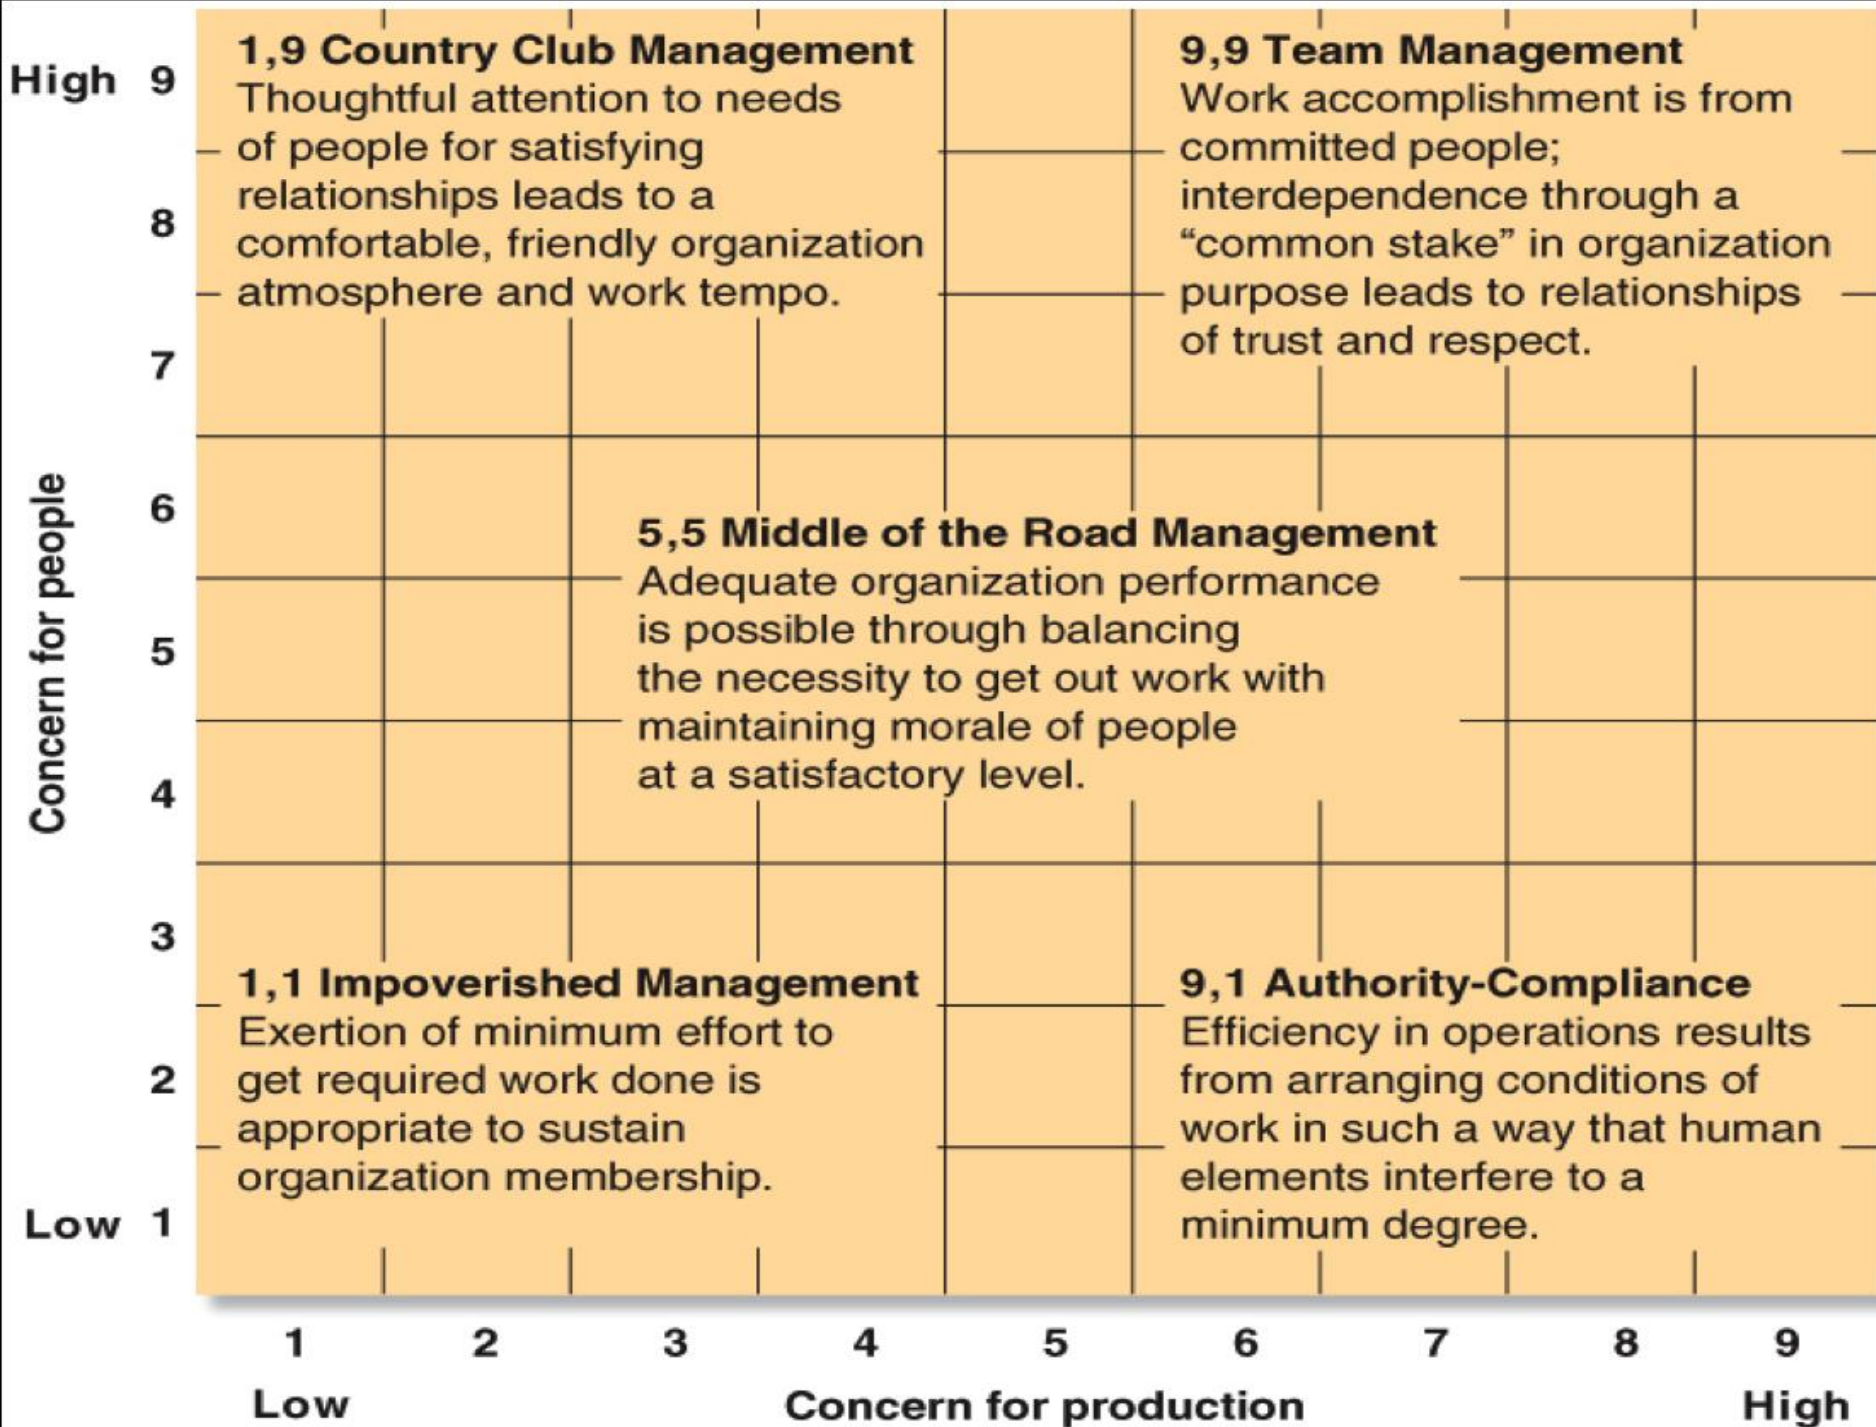 High 9
1,9 Country Club Management
Thoughtful attention to needs
of people for satisfying
relationships leads to a
comfortable, friendly organization
atmosphere and work tempo.
9,9 Team Management
Work accomplishment is from
committed people;
interdependence through a
“common stake” in organization
purpose leads to relationships
of trust and respect.
8
7
Concern for people
6
5,5 Middle of the Road Management
Adequate organization performance
is possible through balancing
the necessity to get out work with
maintaining morale of people
at a satisfactory level.
5
4
3
1,1 Impoverished Management
Exertion of minimum effort to
get required work done is
appropriate to sustain
organization membership.
9,1 Authority-Compliance
Efficiency in operations results
from arranging conditions of
work in such a way that human
elements interfere to a
minimum degree.
2
Low 1
1 2 3 4 5 6 7 8 9
Low Concern for production High